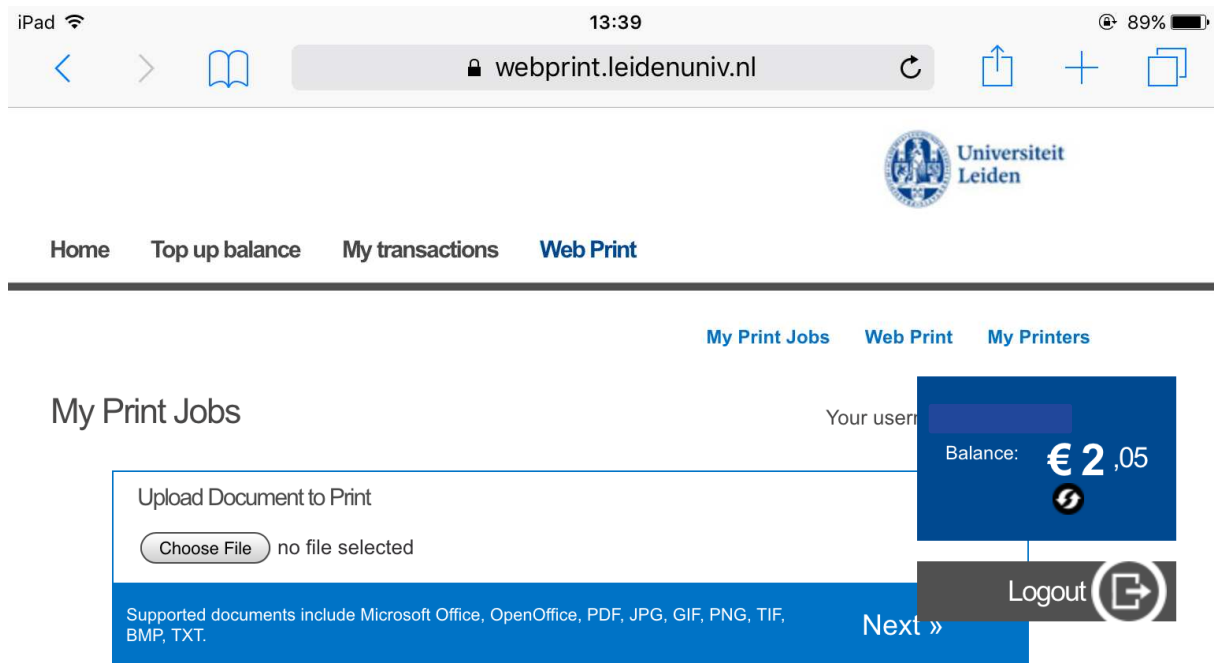 iPad 13:39 89%
webprint.leidenuniv.nl
Universiteit
Leiden
Home Top up balance My transactions Web Print
My Print Jobs Web Print My Printers
My Print Jobs
Your usern
Balance: € 2 ,05
Upload Document to Print
Choose File no file selected
Logout
Supported documents include Microsoft Office, OpenOffice, PDF, JPG, GIF, PNG, TIF,
BMP, TXT.
Next »